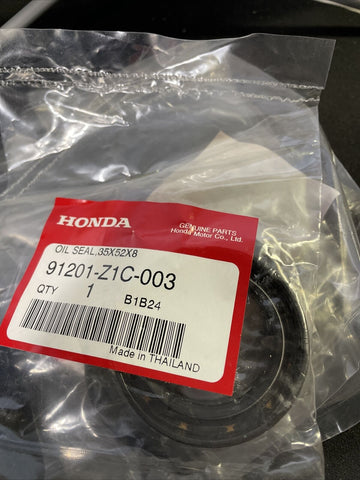 HONDA
GENUINE PARTS
Honda Motor Co., Ltd.
OIL SEAL,35X52X8
91201-Z1C-003
QTY 1 B1B24
Made in THAILAND